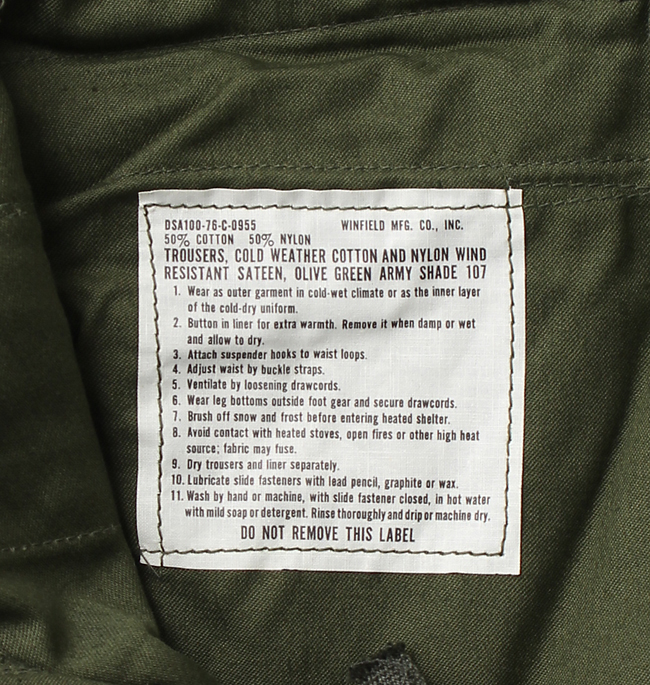 DSA100-76-C-0955 WINFIELD MFG. CO., INC.
50% COTTON 50% NYLON
TROUSERS, COLD WEATHER COTTON AND NYLON WIND
RESISTANT SATEEN, OLIVE GREEN ARMY SHADE 107
1. Wear as outer garment in cold-wet climate or as the inner layer
of the cold-dry uniform.
2. Button in liner for extra warmth. Remove it when damp or wet
and allow to dry.
3. Attach suspender hooks to waist loops.
4. Adjust waist by buckle straps.
5. Ventilate by loosening drawcords.
6. Wear leg bottoms outside foot gear and secure drawcords.
7. Brush off snow and frost before entering heated shelter.
8. Avoid contact with heated stoves, open fires or other high heat
source; fabric may fuse.
9. Dry trousers and liner separately.
10. Lubricate slide fasteners with lead pencil, graphite or wax.
11. Wash by hand or machine, with slide fastener closed, in hot water
with mild soap or detergent. Rinse thoroughly and drip or machine dry.
DO NOT REMOVE THIS LABEL